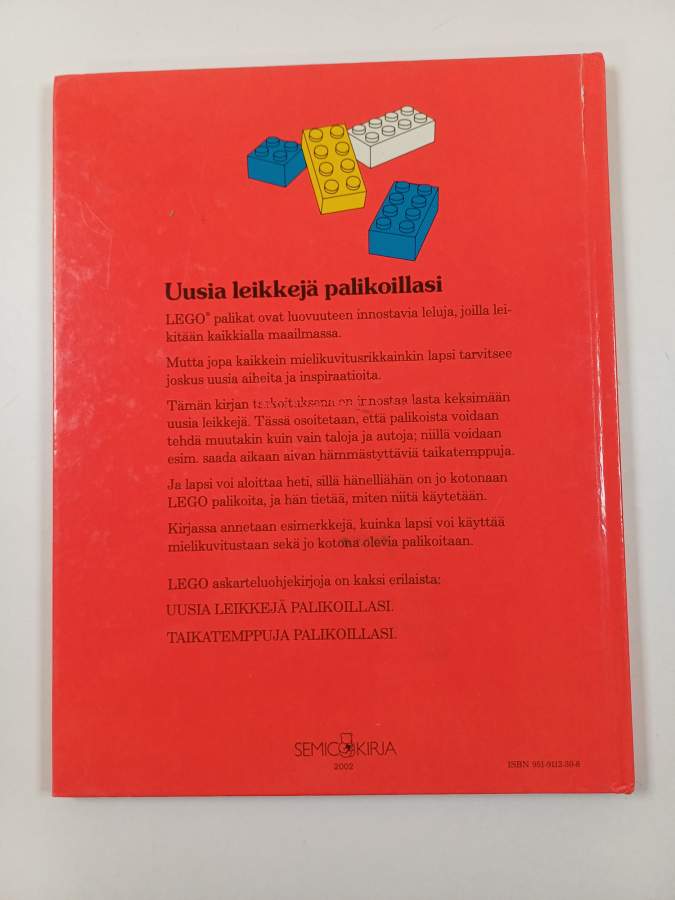 Uusia leikkejä palikoillasi
LEGO® palikat ovat luovuuteen innostavia leluja, joilla lei-
kitään kaikkialla maailmassa.
Mutta jopa kaikkein mielikuvitusrikkainkin lapsi tarvitsee
joskus uusia aiheita ja inspiraatioita.
Tämän kirjan tarkoituksena on innostaa lasta keksimään
uusia leikkejä. Tässä osoitetaan, että palikoista voidaan
tehdä muutakin kuin vain taloja ja autoja; niillä voidaan
esim. saada aikaan aivan hämmästyttäviä taikatemppuja.
Ja lapsi voi aloittaa heti, sillä hänelliähän on jo kotonaan
LEGO palikoita, ja hän tietää, miten niitä käytetään.
Kirjassa annetaan esimerkkejä, kuinka lapsi voi käyttää
mielikuvitustaan sekä jo kotona olevia palikoitaan.
LEGO askarteluohjekirjoja on kaksi erilaista:
UUSIA LEIKKEJÄ PALIKOILLASI.
TAIKATEMPPUJA PALIKOILLASI.
SEMIC KIRJA
2002
ISBN 951-9112-30-8